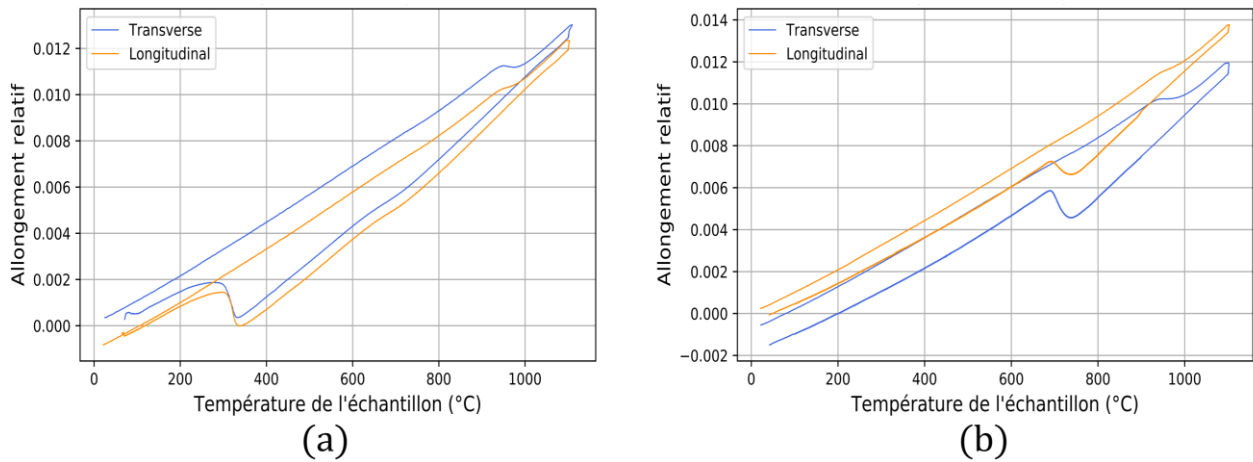 Transverse
Longitudinal
Allongement relatif
0.012
0.010
0.008
0.006
0.004
0.002
0.000
0 200 400 600 800 1000
Température de l'échantillon (°C)
(a)
Transverse
Longitudinal
Allongement relatif
0.014
0.012
0.010
0.008
0.006
0.004
0.002
0.000
−0.002
0 200 400 600 800 1000
Température de l'échantillon (°C)
(b)